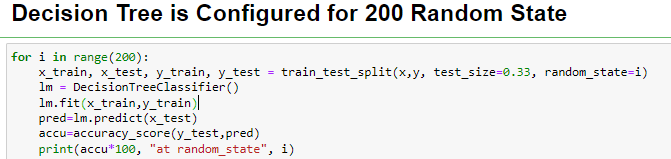 Decision Tree is Configured for 200 Random State
for i in range(200):
    x_train, x_test, y_train, y_test = train_test_split(x,y, test_size=0.33, random_state=i)
    lm = DecisionTreeClassifier()
    lm.fit(x_train,y_train)
    pred=lm.predict(x_test)
    accu=accuracy_score(y_test,pred)
    print(accu*100, "at random_state", i)